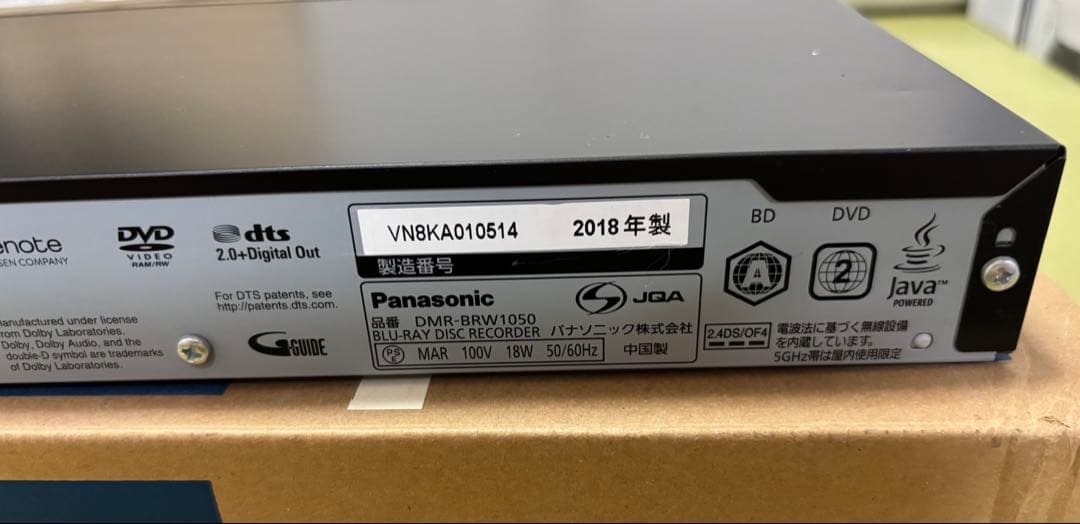 enote
SEN COMPANY
DVD
VIDEO
RAM/RW
dts
2.0+Digital Out
For DTS patents, see
http://patents.dts.com.
anufactured under license
from Dolby Laboratories.
Dolby, Dolby Audio, and the
double-D symbol are trademarks
of Dolby Laboratories.
G-GUIDE
VN8KA010514 2018年製
製造番号
Panasonic JQA
品番 DMR-BRW1050
BLU-RAY DISC RECORDER パナソニック株式会社
PSE MAR 100V 18W 50/60Hz 中国製
BD DVD
A 2
Java™
POWERED
2.4DS/OF4
電波法に基づく無線設備
を内蔵しています。
5GHz帯は屋内使用限定